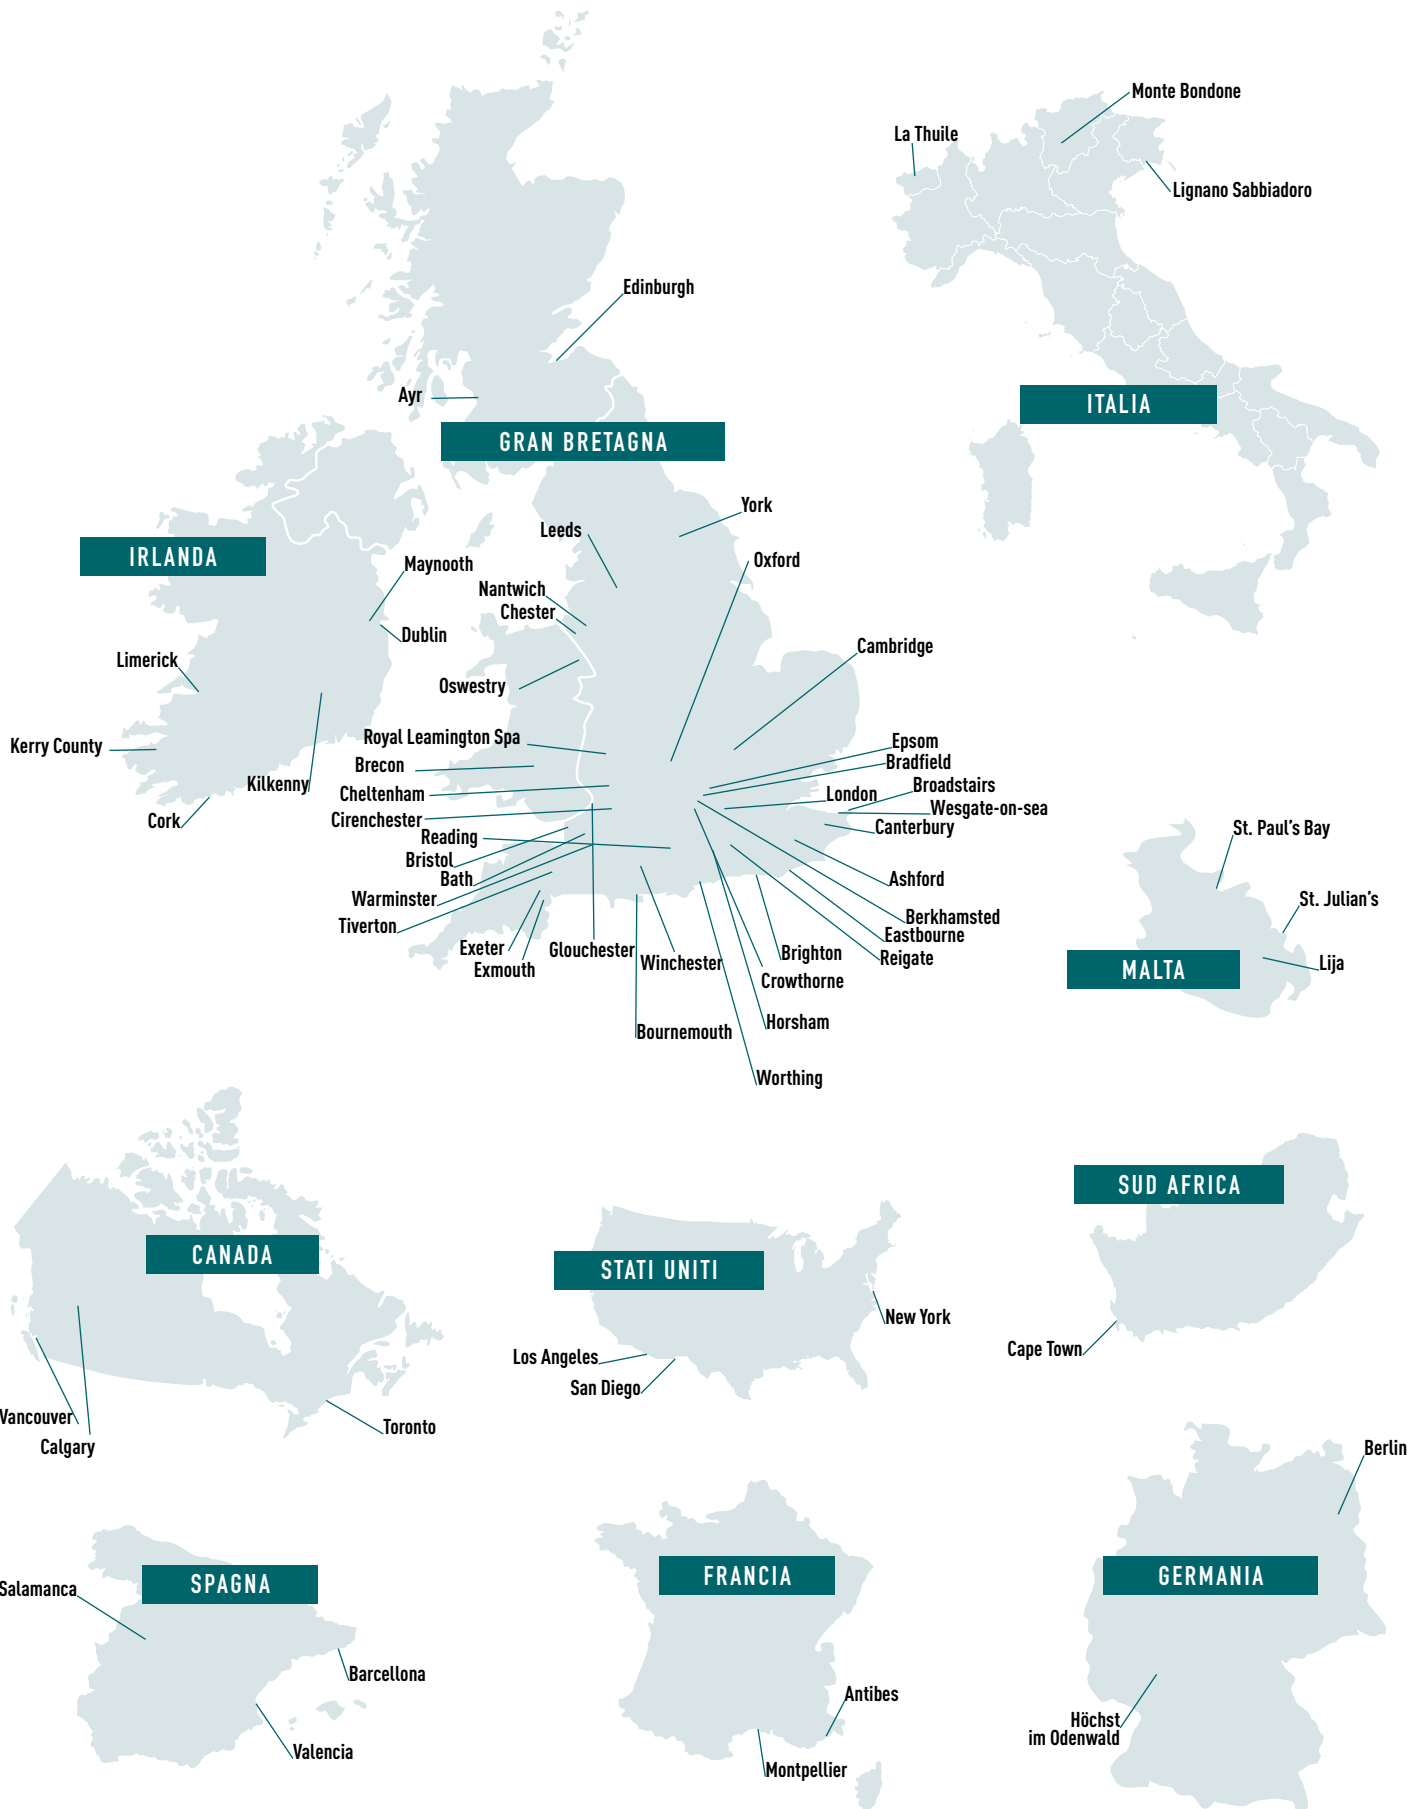 Monte Bondone
La Thuile
Lignano Sabbiadoro
ITALIA
Edinburgh
Ayr
GRAN BRETAGNA
York
Leeds
Oxford
Nantwich
Chester
Cambridge
Oswestry
Royal Leamington Spa
Brecon
Cheltenham
Cirenchester
Reading
Bristol
Bath
Warminster
Tiverton
Exeter
Exmouth
Glouchester
Winchester
Bournemouth
Epsom
Bradfield
Broadstairs
London
Wesgate-on-sea
Canterbury
Ashford
Berkhamsted
Eastbourne
Reigate
Brighton
Crowthorne
Horsham
Worthing
IRLANDA
Maynooth
Dublin
Limerick
Kerry County
Kilkenny
Cork
St. Paul's Bay
St. Julian's
MALTA
Lija
CANADA
Vancouver
Calgary
Toronto
STATI UNITI
New York
Los Angeles
San Diego
SUD AFRICA
Cape Town
SPAGNA
Salamanca
Barcellona
Valencia
FRANCIA
Antibes
Montpellier
Berlin
GERMANIA
Höchst
im Odenwald